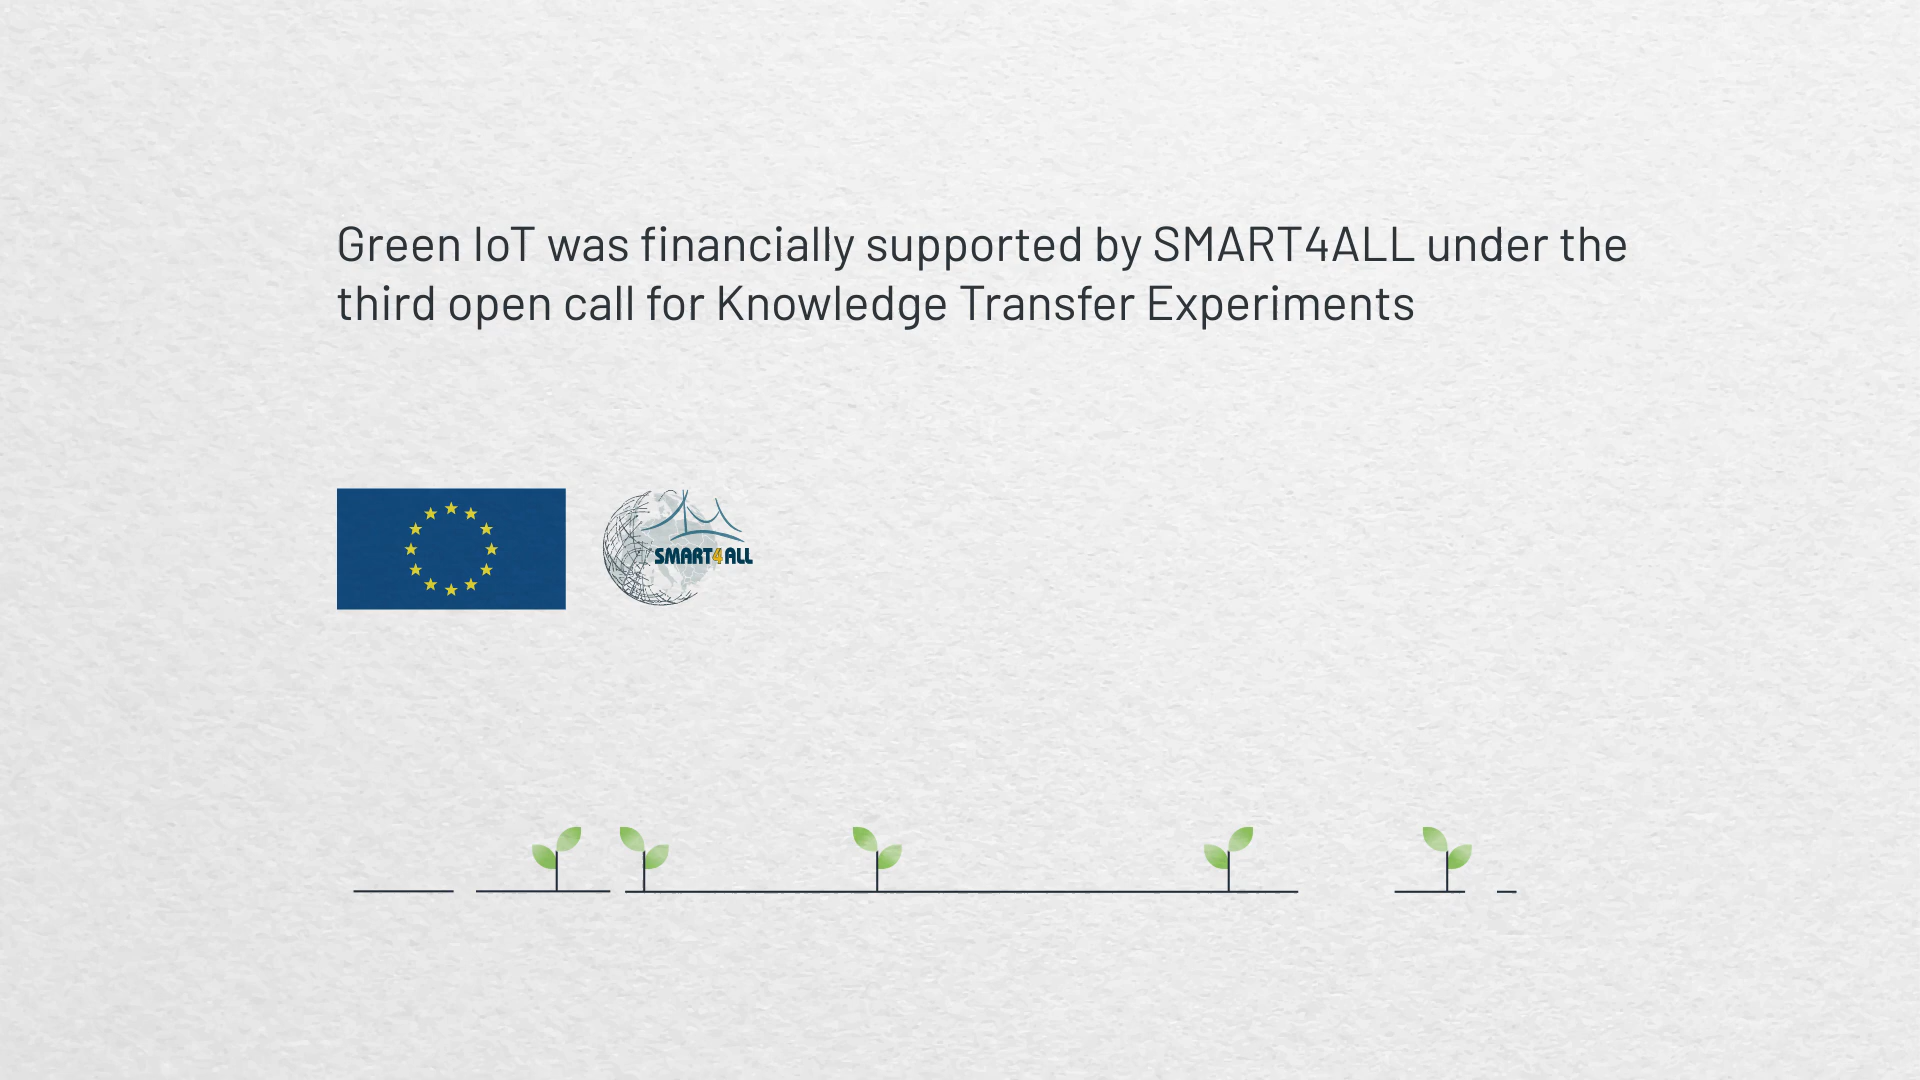 Green IoT was financially supported by SMART4ALL under the
third open call for Knowledge Transfer Experiments
SMART4ALL